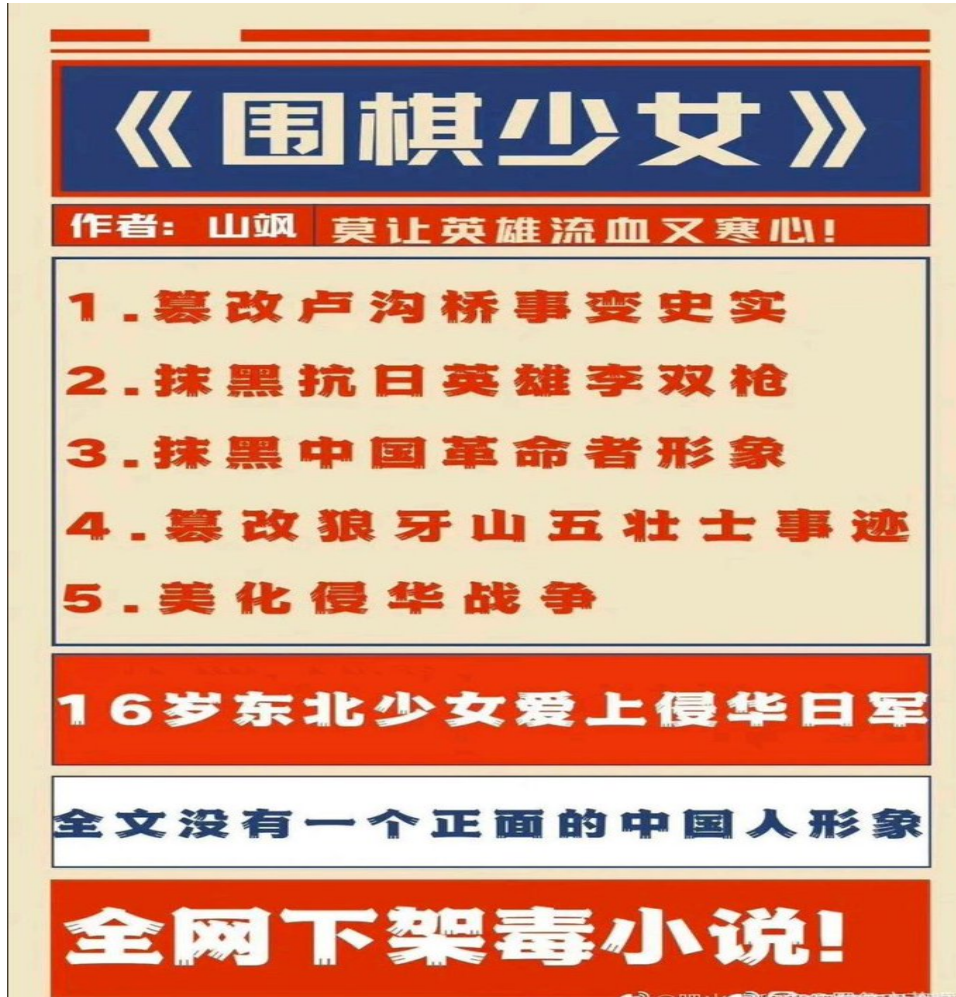 《围棋少女》
作者：山飒 莫让英雄流血又寒心！
1.篡改卢沟桥事变史实
2.抹黑抗日英雄李双枪
3.抹黑中国革命者形象
4.篡改狼牙山五壮士事迹
5.美化侵华战争
16岁东北少女爱上侵华日军
全文没有一个正面的中国人形象
全网下架毒小说！